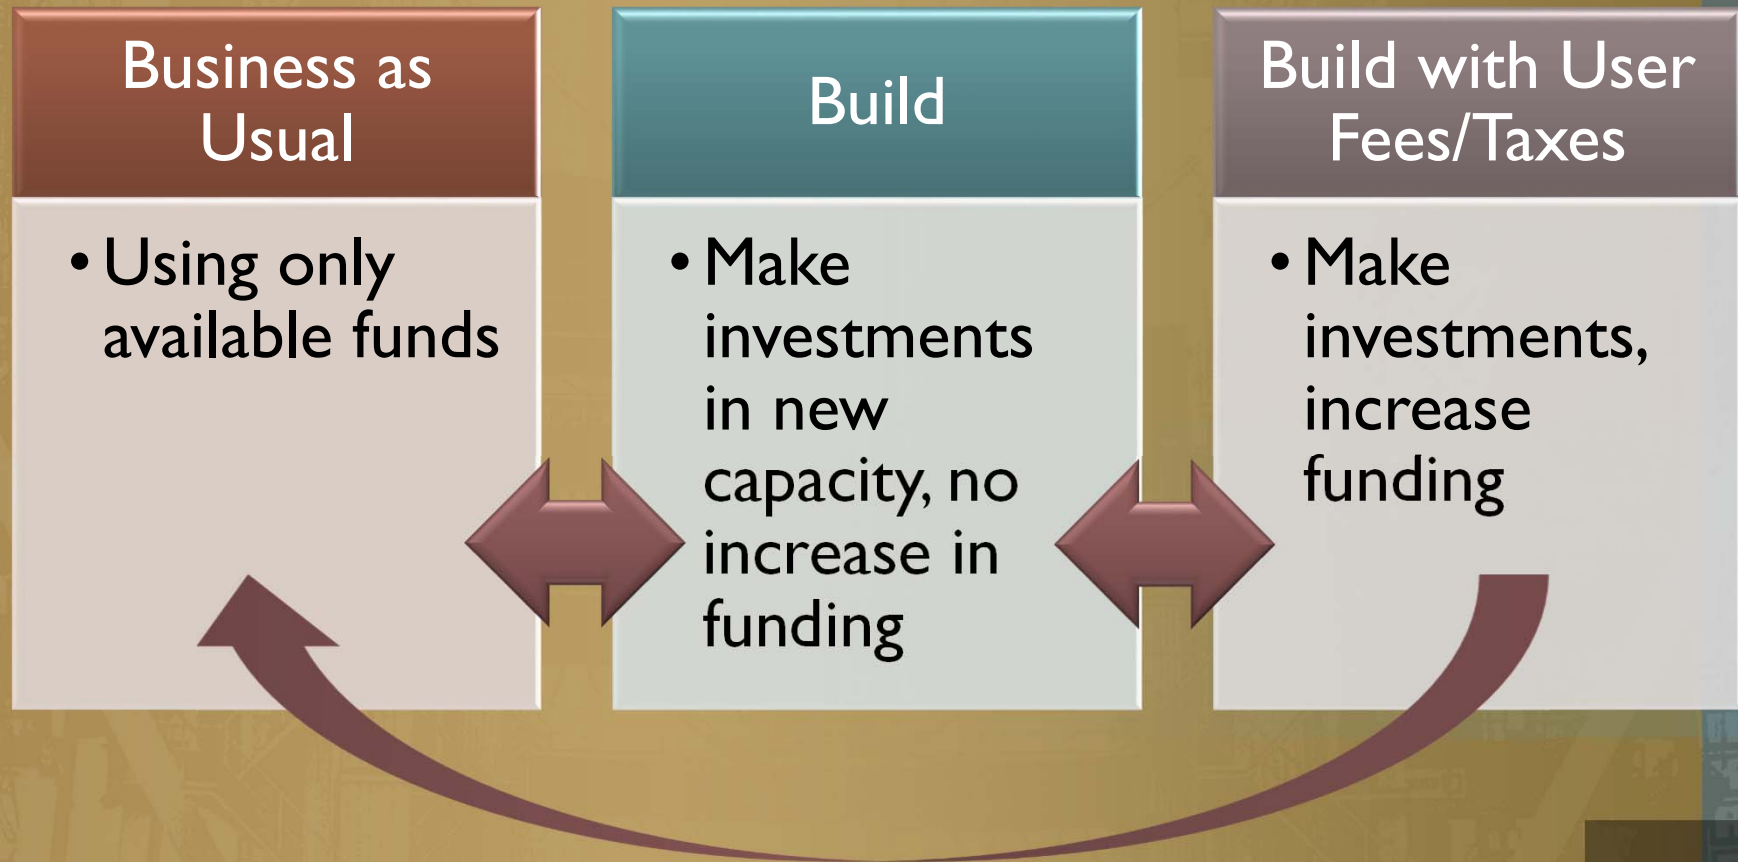 Business as
Usual
• Using only
available funds
Build
• Make
investments
in new
capacity, no
increase in
funding
Build with User
Fees/Taxes
• Make
investments,
increase
funding